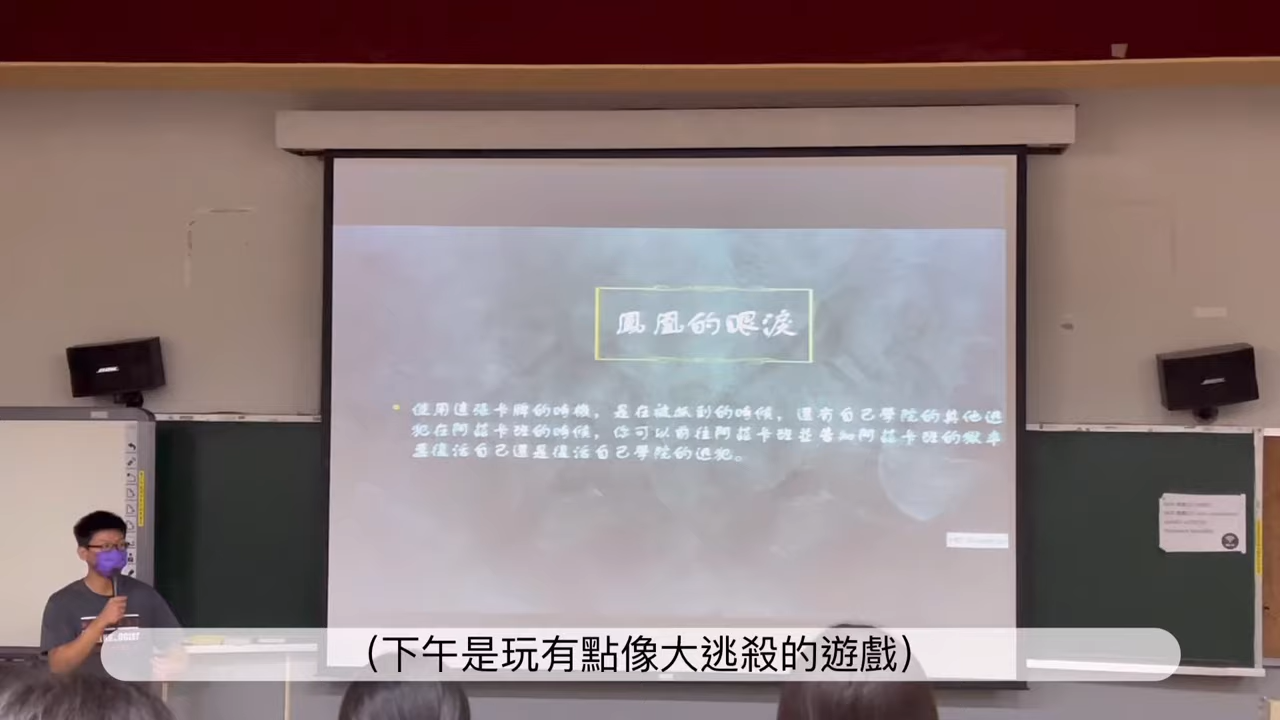 鳳凰的眼淚
使用這張卡牌的時機，是在被抓到的時候，還有自己學院的其他逃
犯在阿茲卡班的時候，你可以前往阿茲卡班並告知阿茲卡班的獄卒
是復活自己還是復活自己學院的逃犯。
BOSE
BOSE
（下午是玩有點像大逃殺的遊戲）